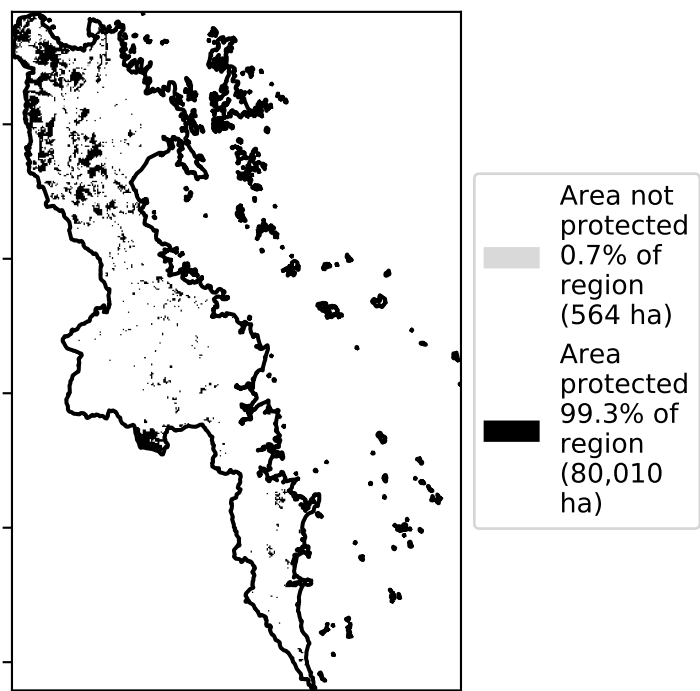 Area not
protected
0.7% of
region
(564 ha)
Area
protected
99.3% of
region
(80,010
ha)